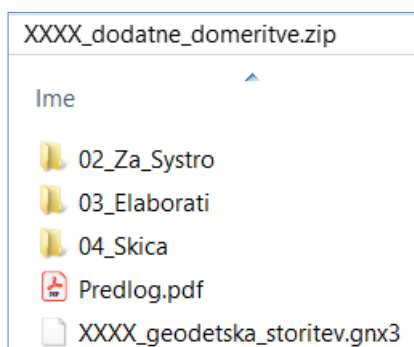 XXXX_dodatne_domeritve.zip
Ime
02_Za_Systro
03_Elaborati
04_Skica
Predlog.pdf
XXXX_geodetska_storitev.gnx3